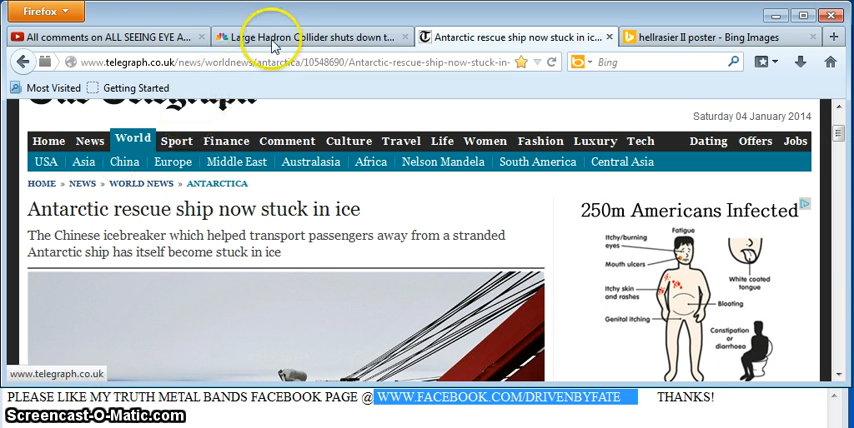 Firefox
All comments on ALL SEEING EYE A...
Large Hadron Collider shuts down t...
Antarctic rescue ship now stuck in ice...
hellrasier II poster - Bing Images
www.telegraph.co.uk/news/worldnews/antarctica/10548690/Antarctic-rescue-ship-now-stuck-in-
Bing
Most Visited
Getting Started
The Telegraph
Saturday 04 January 2014
Home News World Sport Finance Comment Culture Travel Life Women Fashion Luxury Tech Dating Offers Jobs
USA Asia China Europe Middle East Australasia Africa Nelson Mandela South America Central Asia
HOME » NEWS » WORLD NEWS » ANTARCTICA
Antarctic rescue ship now stuck in ice
The Chinese icebreaker which helped transport passengers away from a stranded
Antarctic ship has itself become stuck in ice
250m Americans Infected
Fatigue
Itchy/burning
eyes
Mouth ulcers
White coated
tongue
Itchy skin
and rashes
Bloating
Genital itching
Constipation
or diarrhoea
www.telegraph.co.uk
PLEASE LIKE MY TRUTH METAL BANDS FACEBOOK PAGE @ WWW.FACEBOOK.COM/DRIVENBYFATE THANKS!
Screencast-O-Matic.com